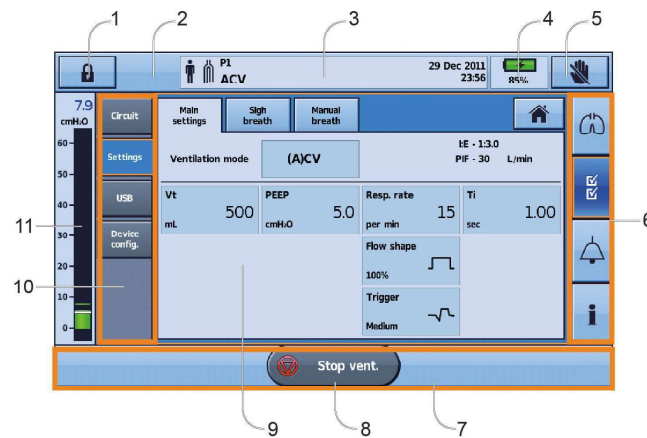 1 2 3 4 5
P1
ACV
29 Dec 2011
23:56
85%
7.9
cmH₂O
60
50
40
30
20
10
0
Circuit
Settings
USB
Device
config.
Main
settings
Sigh
breath
Manual
breath
Ventilation mode (A)CV
I:E - 1:3.0
PIF - 30 L/min
Vt
mL 500
PEEP
cmH₂O 5.0
Resp. rate
per min 15
Ti
sec 1.00
Flow shape
100%
Trigger
Medium
6
11
10
Stop vent.
9 8 7